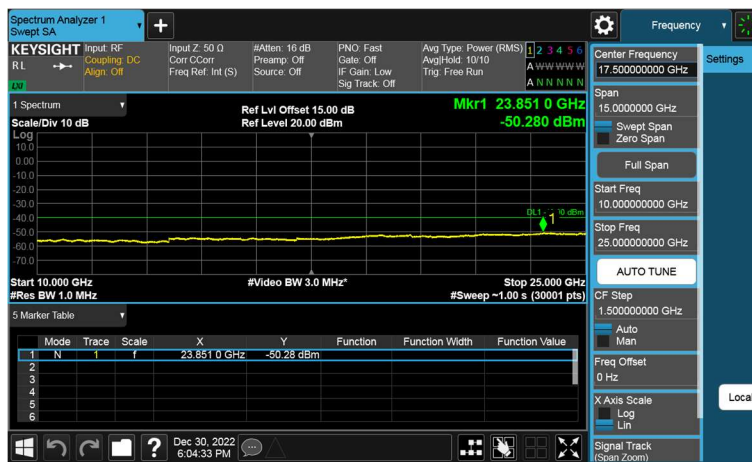 Spectrum Analyzer 1
Swept SA
Frequency
KEYSIGHT
RL
LXI
Input: RF
Coupling: DC
Align: Off
Input Z: 50 Ω
Corr CCorr
Freq Ref: Int (S)
#Atten: 16 dB
Preamp: Off
Source: Off
PNO: Fast
Gate: Off
IF Gain: Low
Sig Track: Off
Avg Type: Power (RMS)
Avg|Hold: 10/10
Trig: Free Run
1 2 3 4 5 6
A W W W W W
A N N N N N
Center Frequency
17.500000000 GHz
Settings
Span
15.0000000 GHz
Swept Span
Zero Span
Full Span
Start Freq
10.000000000 GHz
Stop Freq
25.000000000 GHz
AUTO TUNE
CF Step
1.500000000 GHz
Auto
Man
Freq Offset
0 Hz
X Axis Scale
Log
Lin
Local
Signal Track
(Span Zoom)
1 Spectrum
Scale/Div 10 dB
Ref Lvl Offset 15.00 dB
Ref Level 20.00 dBm
Mkr1 23.851 0 GHz
-50.280 dBm
Log
10.0
0.00
-10.0
-20.0
-30.0
-40.0
-50.0
-60.0
-70.0
1
Start 10.000 GHz
#Res BW 1.0 MHz
#Video BW 3.0 MHz*
Stop 25.000 GHz
#Sweep ~1.00 s (30001 pts)
5 Marker Table
Mode Trace Scale X Y Function Function Width Function Value
1 N 1 f 23.851 0 GHz -50.28 dBm
2
3
4
5
6
?
Dec 30, 2022
6:04:33 PM